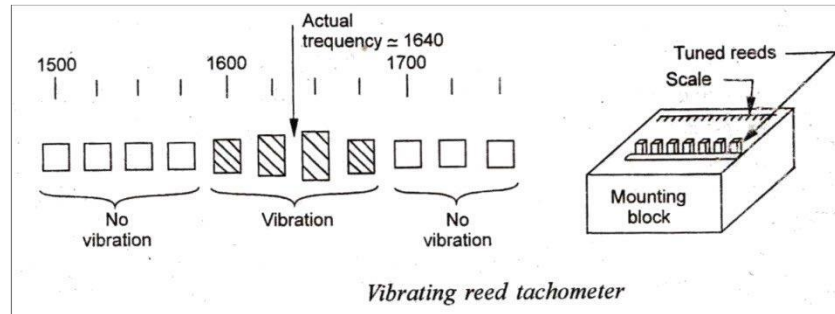 Actual
trequency ≃ 1640
1500
1600
1700
Tuned reeds
Scale
No
vibration
Vibration
No
vibration
Mounting
block
Vibrating reed tachometer